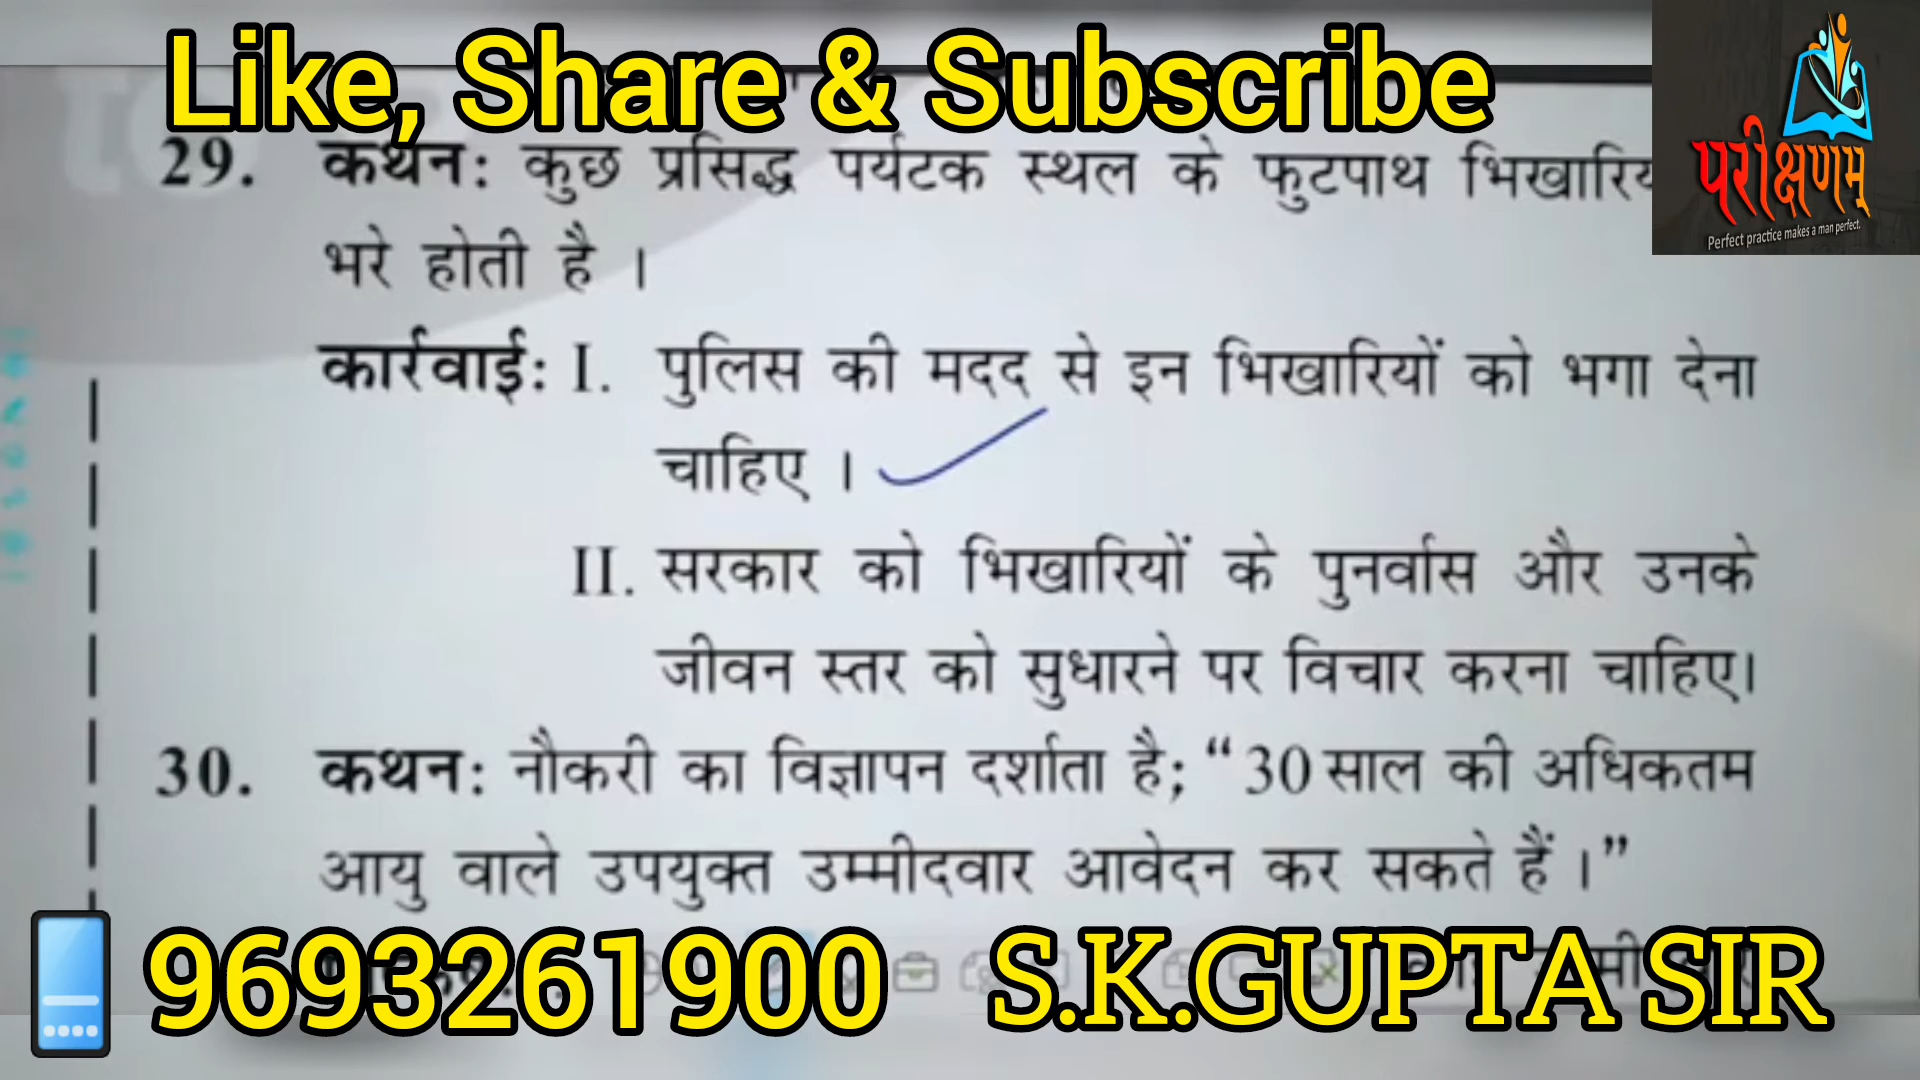 Like, Share & Subscribe
परीक्षणम्
Perfect practice makes a man perfect.
29. कथन: कुछ प्रसिद्ध पर्यटक स्थल के फुटपाथ
भरे होती है ।
कार्रवाई: I. पुलिस की मदद से इन भिखारियों को भगा देना
चाहिए ।
II. सरकार को भिखारियों के पुनर्वास और उनके
जीवन स्तर को सुधारने पर विचार करना चाहिए।
30. कथन: नौकरी का विज्ञापन दर्शाता है; “30 साल की अधिकतम
आयु वाले उपयुक्त उम्मीदवार आवेदन कर सकते हैं ।”
9693261900 S.K.GUPTA SIR